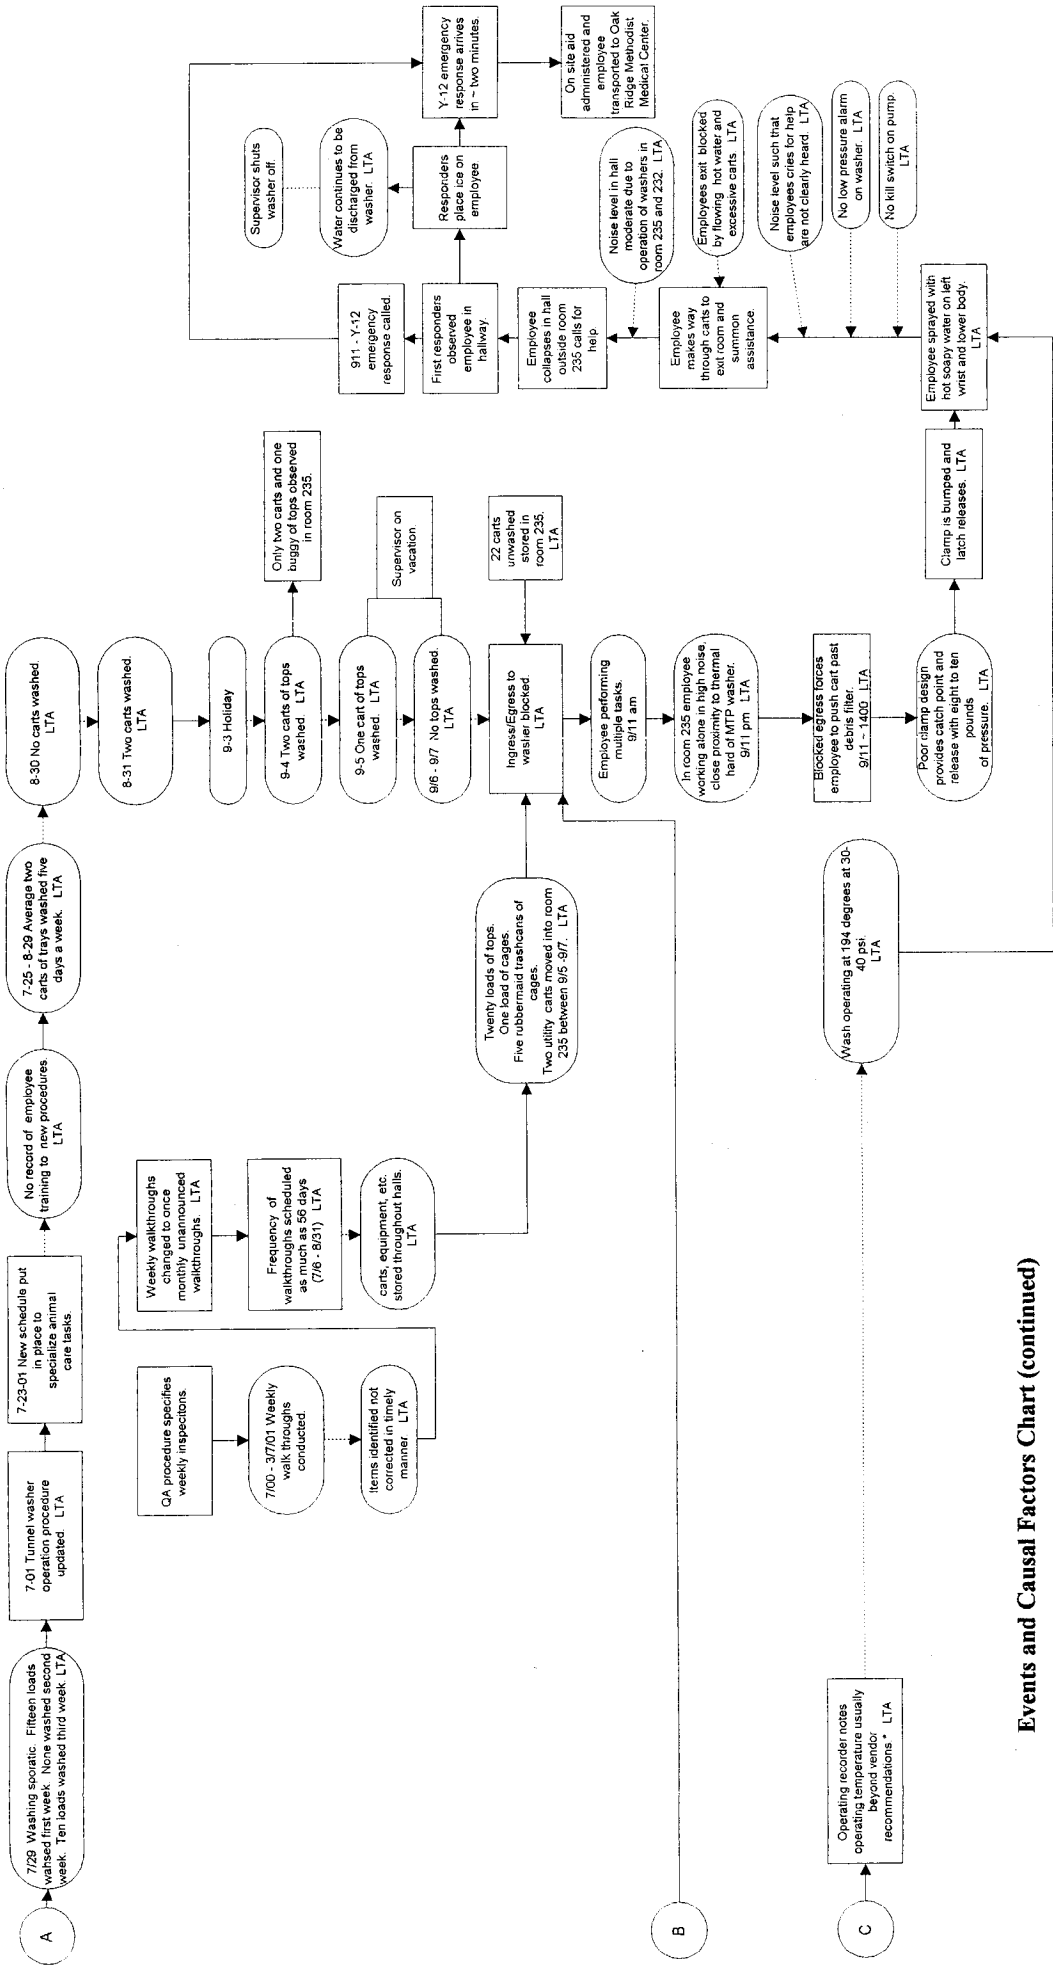 A
7/29 Washing sporatic. Fifteen loads
wahsed first week. None washed second
week. Ten loads washed third week. LTA
7-01 Tunnel washer
operation procedure
updated. LTA
7-23-01 New schedule put
in place to
specialize animal
care tasks.
No record of employee
training to new procedures.
LTA
7-25 - 8-29 Average two
carts of trays washed five
days a week. LTA
8-30 No carts washed.
LTA
8-31 Two carts washed.
LTA
9-3 Holiday
9-4 Two carts of tops
washed. LTA
Only two carts and one
buggy of tops observed
in room 235.
9-5 One cart of tops
washed. LTA
9/6 - 9/7 No tops washed.
LTA
Supervisor on
vacation.
QA procedure specifies
weekly inspecitons.
7/00 - 3/7/01 Weekly
walk throughs
conducted.
Items identified not
corrected in timely
manner. LTA
Weekly walkthroughs
changed to once
monthly unannounced
walkthroughs. LTA
Frequency of
walkthroughs scheduled
as much as 56 days
(7/6 - 8/31) LTA
carts, equipment, etc.
stored throughout halls.
LTA
Twenty loads of tops.
One load of cages.
Five rubbermaid trashcans of
cages.
Two utility carts moved into room
235 between 9/5 -9/7. LTA
Ingress/Egress to
washer blocked.
LTA
22 carts
unwashed
stored in
room 235.
LTA
B
Employee performing
multiple tasks.
9/11 am
In room 235 employee
working alone in high noise,
close proximity to thermal
hard of MTP washer.
9/11 pm LTA
Blocked egress forces
employee to push cart past
debris filter.
9/11 ~ 1400 LTA
Poor clamp design
provides catch point and
release with eight to ten
pounds
of pressure. LTA
Clamp is bumped and
latch releases. LTA
Employee sprayed with
hot soapy water on left
wrist and lower body.
LTA
C
Operating recorder notes
operating temperature usually
beyond vendor
recommendations.* LTA
Wash operating at 194 degrees at 30-
40 psi.
LTA
No kill switch on pump.
LTA
No low pressure alarm
on washer. LTA
Noise level such that
employees cries for help
are not clearly heard. LTA
Employees exit blocked
by flowing hot water and
excessive carts. LTA
Employee
makes way
through carts to
exit room and
summon
assistance.
Noise level in hall
moderate due to
operation of washers in
room 235 and 232. LTA
Employee
collapses in hall
outside room
235 calls for
help.
First responders
observed
employee in
hallway.
911 - Y-12
emergency
response called.
Responders
place ice on
employee.
Water continues to be
discharged from
washer. LTA
Supervisor shuts
washer off.
Y-12 emergency
response arrives
in ~ two minutes.
On site aid
administered and
employee
transported to Oak
Ridge Methodist
Medical Center.
Events and Causal Factors Chart (continued)